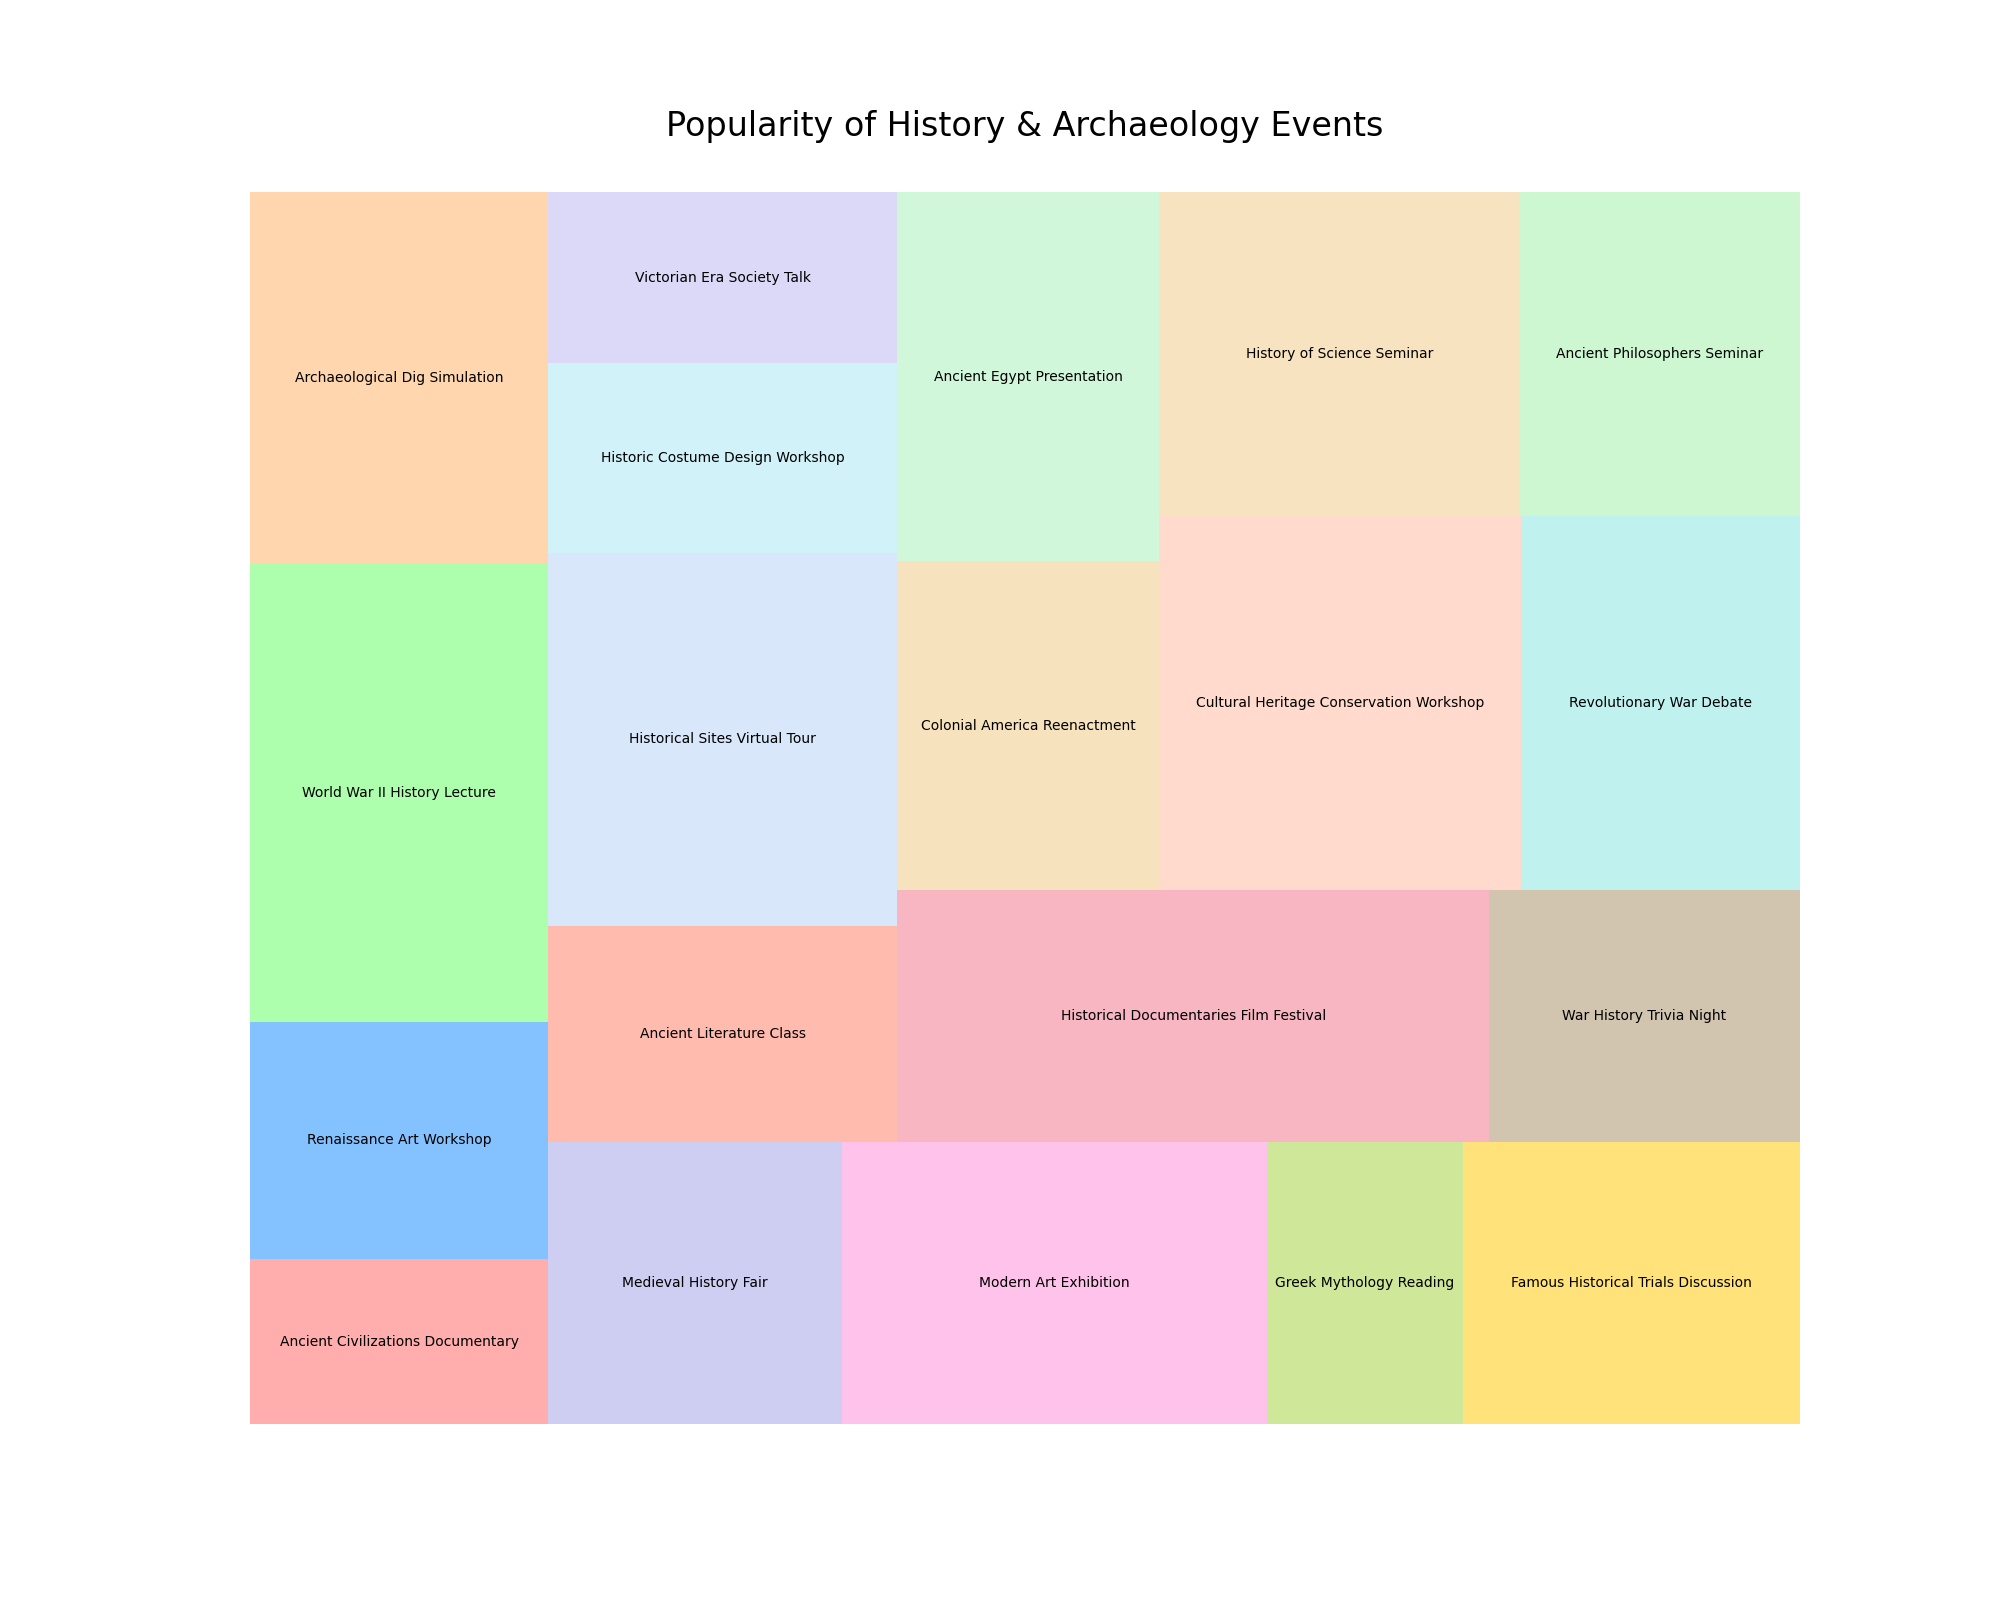 Popularity of History & Archaeology Events
Archaeological Dig Simulation
World War II History Lecture
Renaissance Art Workshop
Ancient Civilizations Documentary
Victorian Era Society Talk
Historic Costume Design Workshop
Historical Sites Virtual Tour
Ancient Literature Class
Medieval History Fair
Modern Art Exhibition
Greek Mythology Reading
Famous Historical Trials Discussion
Ancient Egypt Presentation
Colonial America Reenactment
History of Science Seminar
Ancient Philosophers Seminar
Cultural Heritage Conservation Workshop
Revolutionary War Debate
Historical Documentaries Film Festival
War History Trivia Night